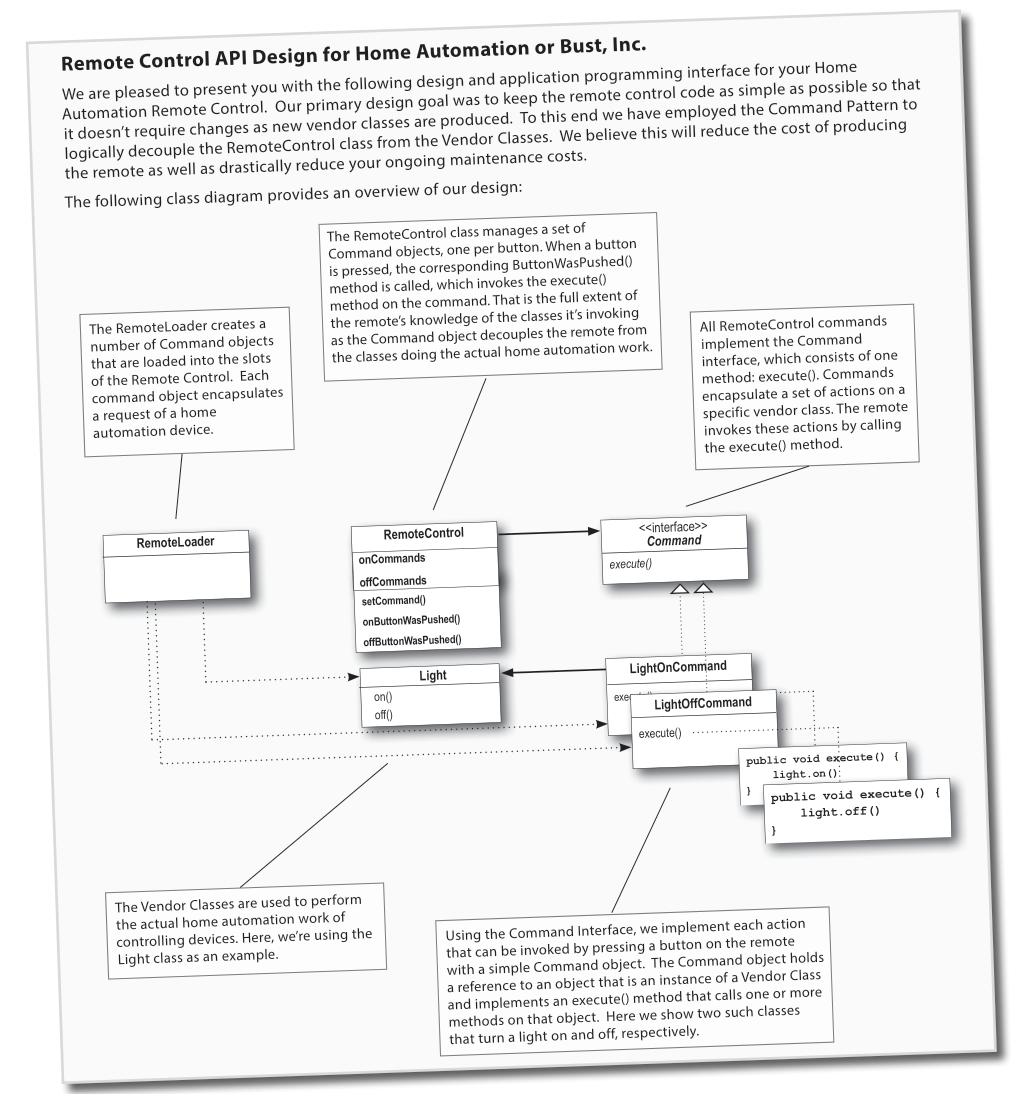 Remote Control API Design for Home Automation or Bust, Inc.
We are pleased to present you with the following design and application programming interface for your Home
Automation Remote Control. Our primary design goal was to keep the remote control code as simple as possible so that
it doesn't require changes as new vendor classes are produced. To this end we have employed the Command Pattern to
logically decouple the RemoteControl class from the Vendor Classes. We believe this will reduce the cost of producing
the remote as well as drastically reduce your ongoing maintenance costs.
The following class diagram provides an overview of our design:
The RemoteControl class manages a set of
Command objects, one per button. When a button
is pressed, the corresponding ButtonWasPushed()
method is called, which invokes the execute()
method on the command. That is the full extent of
the remote's knowledge of the classes it's invoking
as the Command object decouples the remote from
the classes doing the actual home automation work.
The RemoteLoader creates a
number of Command objects
that are loaded into the slots
of the Remote Control. Each
command object encapsulates
a request of a home
automation device.
All RemoteControl commands
implement the Command
interface, which consists of one
method: execute(). Commands
encapsulate a set of actions on a
specific vendor class. The remote
invokes these actions by calling
the execute() method.
RemoteLoader
RemoteControl
onCommands
offCommands
setCommand()
onButtonWasPushed()
offButtonWasPushed()
<<interface>>
Command
execute()
Light
on()
off()
LightOnCommand
LightOffCommand
execute()
public void execute() {
light.on()
}
public void execute() {
light.off()
}
The Vendor Classes are used to perform
the actual home automation work of
controlling devices. Here, we're using the
Light class as an example.
Using the Command Interface, we implement each action
that can be invoked by pressing a button on the remote
with a simple Command object. The Command object holds
a reference to an object that is an instance of a Vendor Class
and implements an execute() method that calls one or more
methods on that object. Here we show two such classes
that turn a light on and off, respectively.